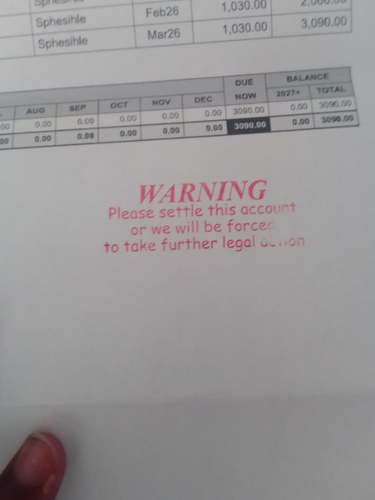 Sphesihle Feb26 1,030.00
Sphesihle Mar26 1,030.00 3,090.00
DUE BALANCE
AUG SEP OCT NOV DEC NOW 2027+ TOTAL
0.00 0.00 0.00 0.00 0.00 3090.00 0.00 3090.00
0.00 0.00 0.00 0.00 0.00 3090.00 0.00 3090.00
WARNING
Please settle this account
or we will be forced
to take further legal action